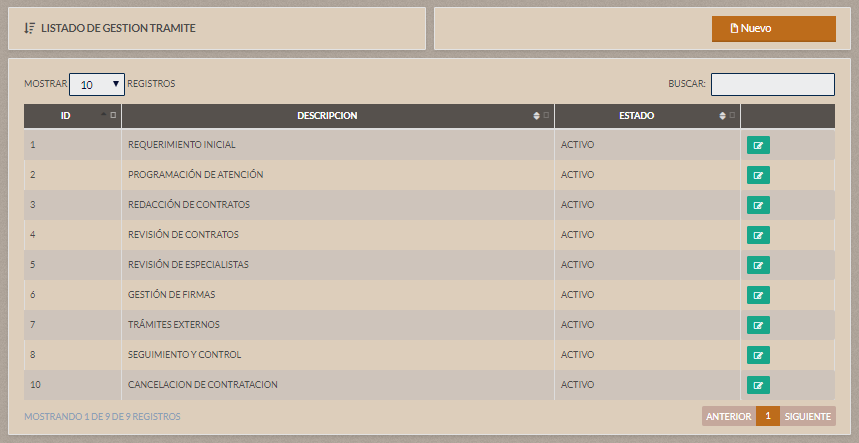 LISTADO DE GESTION TRAMITE
Nuevo
MOSTRAR 10 REGISTROS
BUSCAR:
ID DESCRIPCION ESTADO
1 REQUERIMIENTO INICIAL ACTIVO
2 PROGRAMACIÓN DE ATENCIÓN ACTIVO
3 REDACCIÓN DE CONTRATOS ACTIVO
4 REVISIÓN DE CONTRATOS ACTIVO
5 REVISIÓN DE ESPECIALISTAS ACTIVO
6 GESTIÓN DE FIRMAS ACTIVO
7 TRÁMITES EXTERNOS ACTIVO
8 SEGUIMIENTO Y CONTROL ACTIVO
10 CANCELACION DE CONTRATACION ACTIVO
MOSTRANDO 1 DE 9 DE 9 REGISTROS
ANTERIOR 1 SIGUIENTE